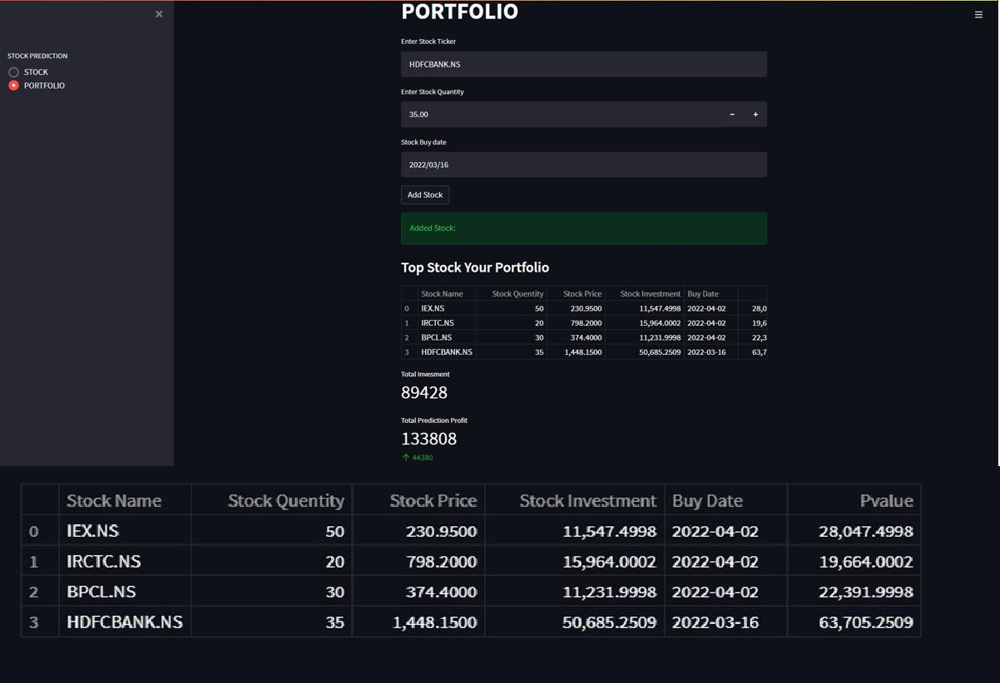 PORTFOLIO
STOCK PREDICTION
STOCK
PORTFOLIO
Enter Stock Ticker
HDFCBANK.NS
Enter Stock Quantity
35.00
Stock Buy date
2022/03/16
Add Stock
Added Stock:
Top Stock Your Portfolio
Stock Name Stock Quentity Stock Price Stock Investment Buy Date
0 IEX.NS 50 230.9500 11,547.4998 2022-04-02 28,0
1 IRCTC.NS 20 798.2000 15,964.0002 2022-04-02 19,6
2 BPCL.NS 30 374.4000 11,231.9998 2022-04-02 22,3
3 HDFCBANK.NS 35 1,448.1500 50,685.2509 2022-03-16 63,7
Total Invesment
89428
Total Prediction Profit
133808
↑ 44380
Stock Name Stock Quentity Stock Price Stock Investment Buy Date Pvalue
0 IEX.NS 50 230.9500 11,547.4998 2022-04-02 28,047.4998
1 IRCTC.NS 20 798.2000 15,964.0002 2022-04-02 19,664.0002
2 BPCL.NS 30 374.4000 11,231.9998 2022-04-02 22,391.9998
3 HDFCBANK.NS 35 1,448.1500 50,685.2509 2022-03-16 63,705.2509